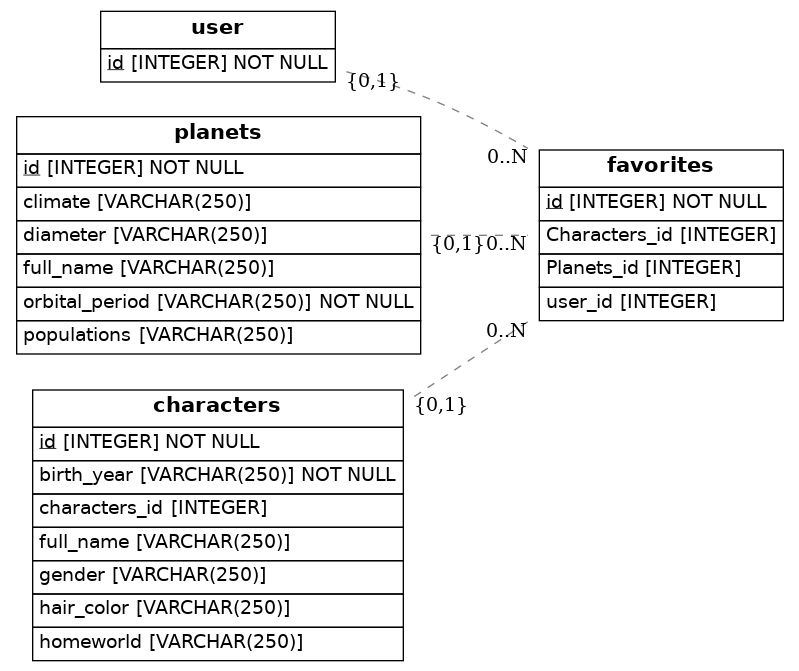 user
id [INTEGER] NOT NULL
{0,1}
0..N
planets
id [INTEGER] NOT NULL
climate [VARCHAR(250)]
diameter [VARCHAR(250)]
full_name [VARCHAR(250)]
orbital_period [VARCHAR(250)] NOT NULL
populations [VARCHAR(250)]
{0,1} 0..N
favorites
id [INTEGER] NOT NULL
Characters_id [INTEGER]
Planets_id [INTEGER]
user_id [INTEGER]
0..N
{0,1}
characters
id [INTEGER] NOT NULL
birth_year [VARCHAR(250)] NOT NULL
characters_id [INTEGER]
full_name [VARCHAR(250)]
gender [VARCHAR(250)]
hair_color [VARCHAR(250)]
homeworld [VARCHAR(250)]